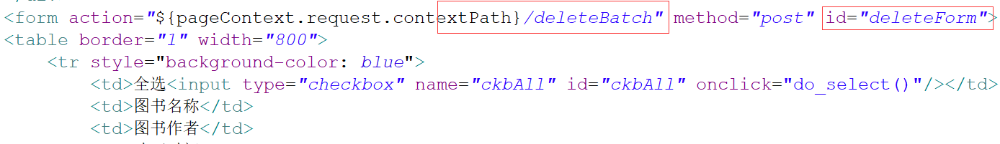 <form action="${pageContext.request.contextPath}/deleteBatch" method="post" id="deleteForm">
<table border="1" width="800">
<tr style="background-color: blue">
<td>全选<input type="checkbox" name="ckbAll" id="ckbAll" onclick="do_select()"/></td>
<td>图书名称</td>
<td>图书作者</td>